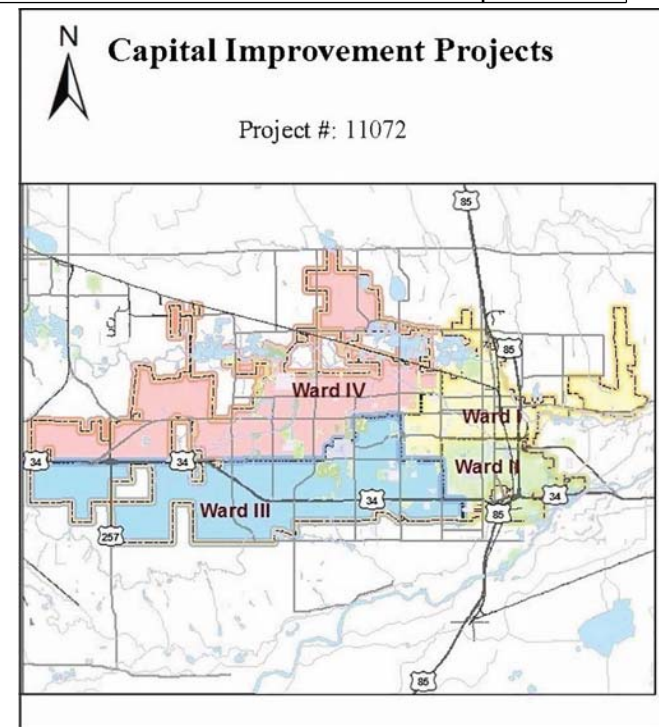 N
Capital Improvement Projects
Project #: 11072
85
85
Ward IV
Ward I
34
34
Ward II
34
34
Ward III
85
257
85